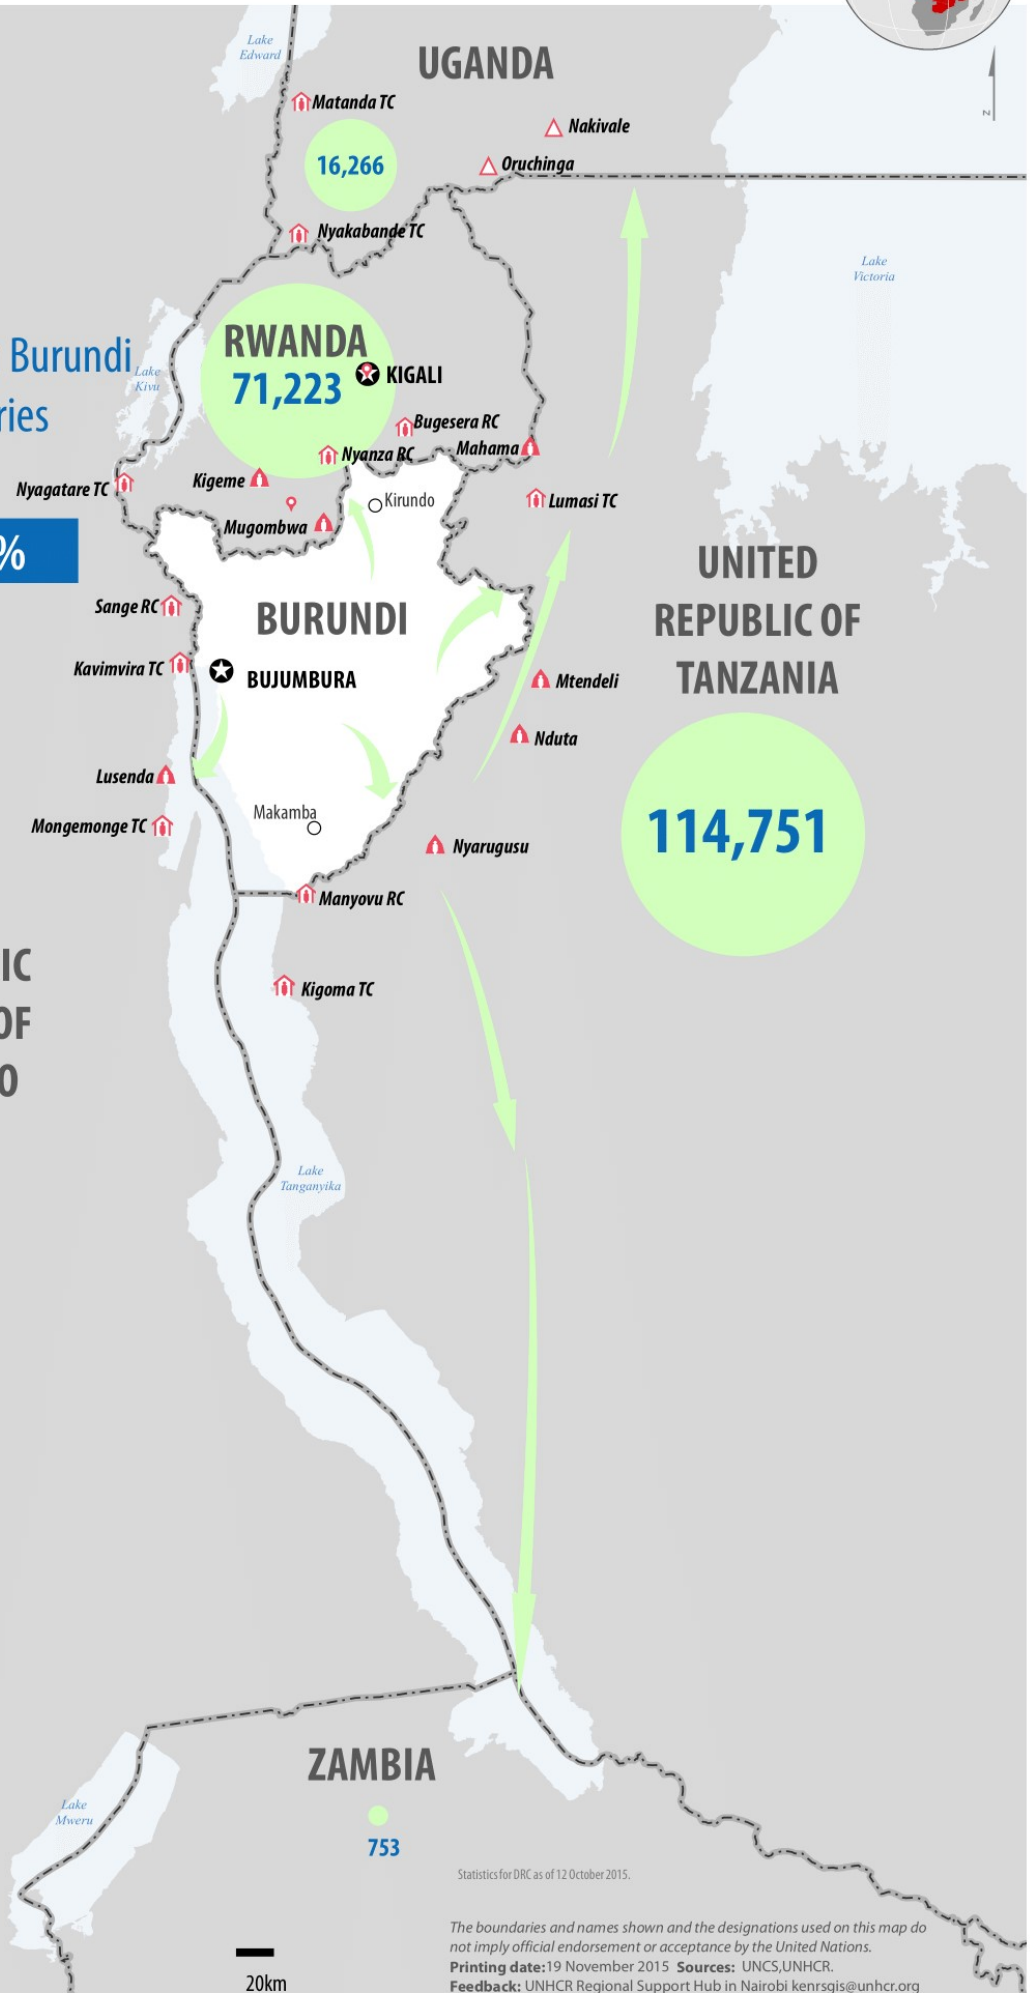 Lake
Edward
UGANDA
N
Matanda TC
Nakivale
16,266
Oruchinga
Nyakabande TC
Lake
Victoria
RWANDA
71,223
KIGALI
Burundi
ries
Lake
Kivu
Bugesera RC
Nyanza RC
Mahama
Kigeme
Nyagatare TC
Kirundo
Lumasi TC
Mugombwa
%
UNITED
REPUBLIC OF
TANZANIA
Sange RC
BURUNDI
Kavimvira TC
BUJUMBURA
Mtendeli
Nduta
Lusenda
Mongemonge TC
Makamba
114,751
Nyarugusu
Manyovu RC
IC
OF
O
Kigoma TC
Lake
Tanganyika
ZAMBIA
753
Lake
Mweru
Statistics for DRC as of 12 October 2015.
The boundaries and names shown and the designations used on this map do
not imply official endorsement or acceptance by the United Nations.
Printing date:19 November 2015 Sources: UNCS,UNHCR.
Feedback: UNHCR Regional Support Hub in Nairobi kenrsgis@unhcr.org
20km